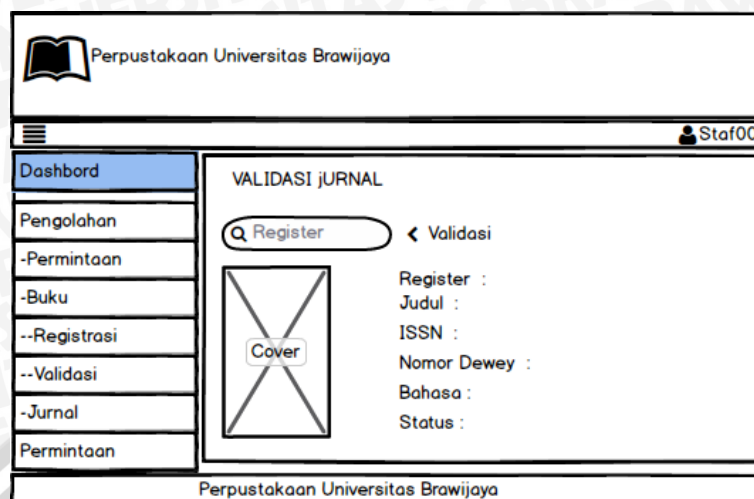 Perpustakaan Universitas Brawijaya
Staf00
Dashbord
Pengolahan
-Permintaan
-Buku
--Registrasi
--Validasi
-Jurnal
Permintaan
VALIDASI jURNAL
Register
Validasi
Cover
Register :
Judul :
ISSN :
Nomor Dewey :
Bahasa :
Status :
Perpustakaan Universitas Brawijaya